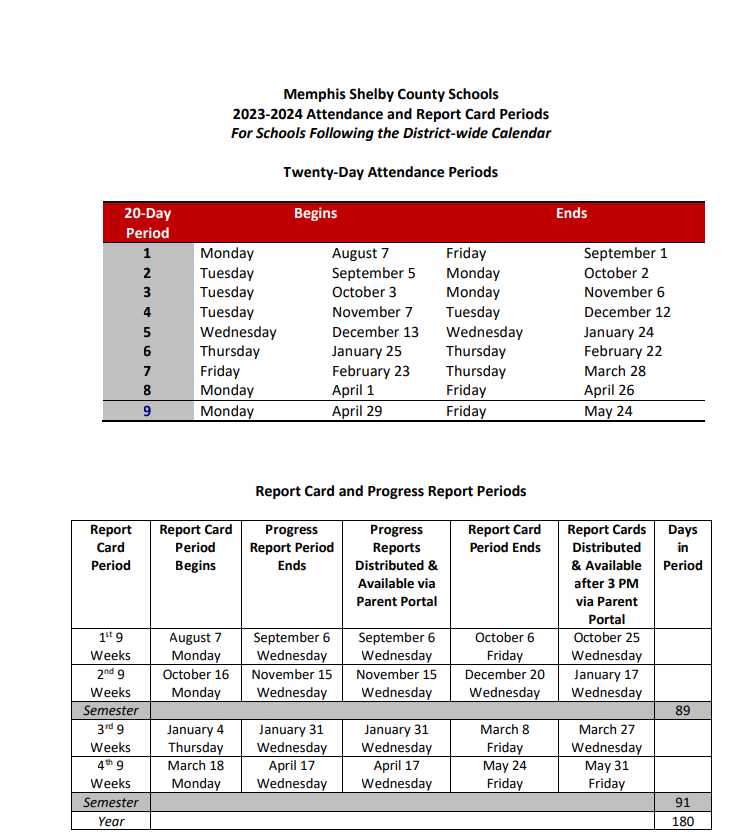 Memphis Shelby County Schools
2023-2024 Attendance and Report Card Periods
For Schools Following the District-wide Calendar
Twenty-Day Attendance Periods
20-Day Period Begins Ends
1 Monday August 7 Friday September 1
2 Tuesday September 5 Monday October 2
3 Tuesday October 3 Monday November 6
4 Tuesday November 7 Tuesday December 12
5 Wednesday December 13 Wednesday January 24
6 Thursday January 25 Thursday February 22
7 Friday February 23 Thursday March 28
8 Monday April 1 Friday April 26
9 Monday April 29 Friday May 24
Report Card and Progress Report Periods
Report Card Period
Report Card Period Begins
Progress Report Period Ends
Progress Reports Distributed & Available via Parent Portal
Report Card Period Ends
Report Cards Distributed & Available after 3 PM via Parent Portal
Days in Period
1st 9 Weeks August 7 Monday September 6 Wednesday September 6 Wednesday October 6 Friday October 25 Wednesday
2nd 9 Weeks October 16 Monday November 15 Wednesday November 15 Wednesday December 20 Wednesday January 17 Wednesday
Semester 89
3rd 9 Weeks January 4 Thursday January 31 Wednesday January 31 Wednesday March 8 Friday March 27 Wednesday
4th 9 Weeks March 18 Monday April 17 Wednesday April 17 Wednesday May 24 Friday May 31 Friday
Semester 91
Year 180